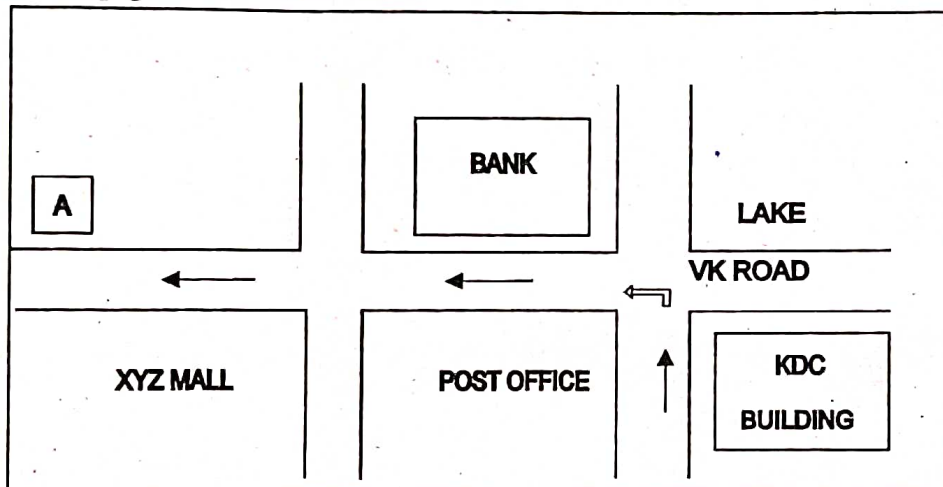 BANK
A
LAKE
VK ROAD
XYZ MALL
POST OFFICE
KDC
BUILDING